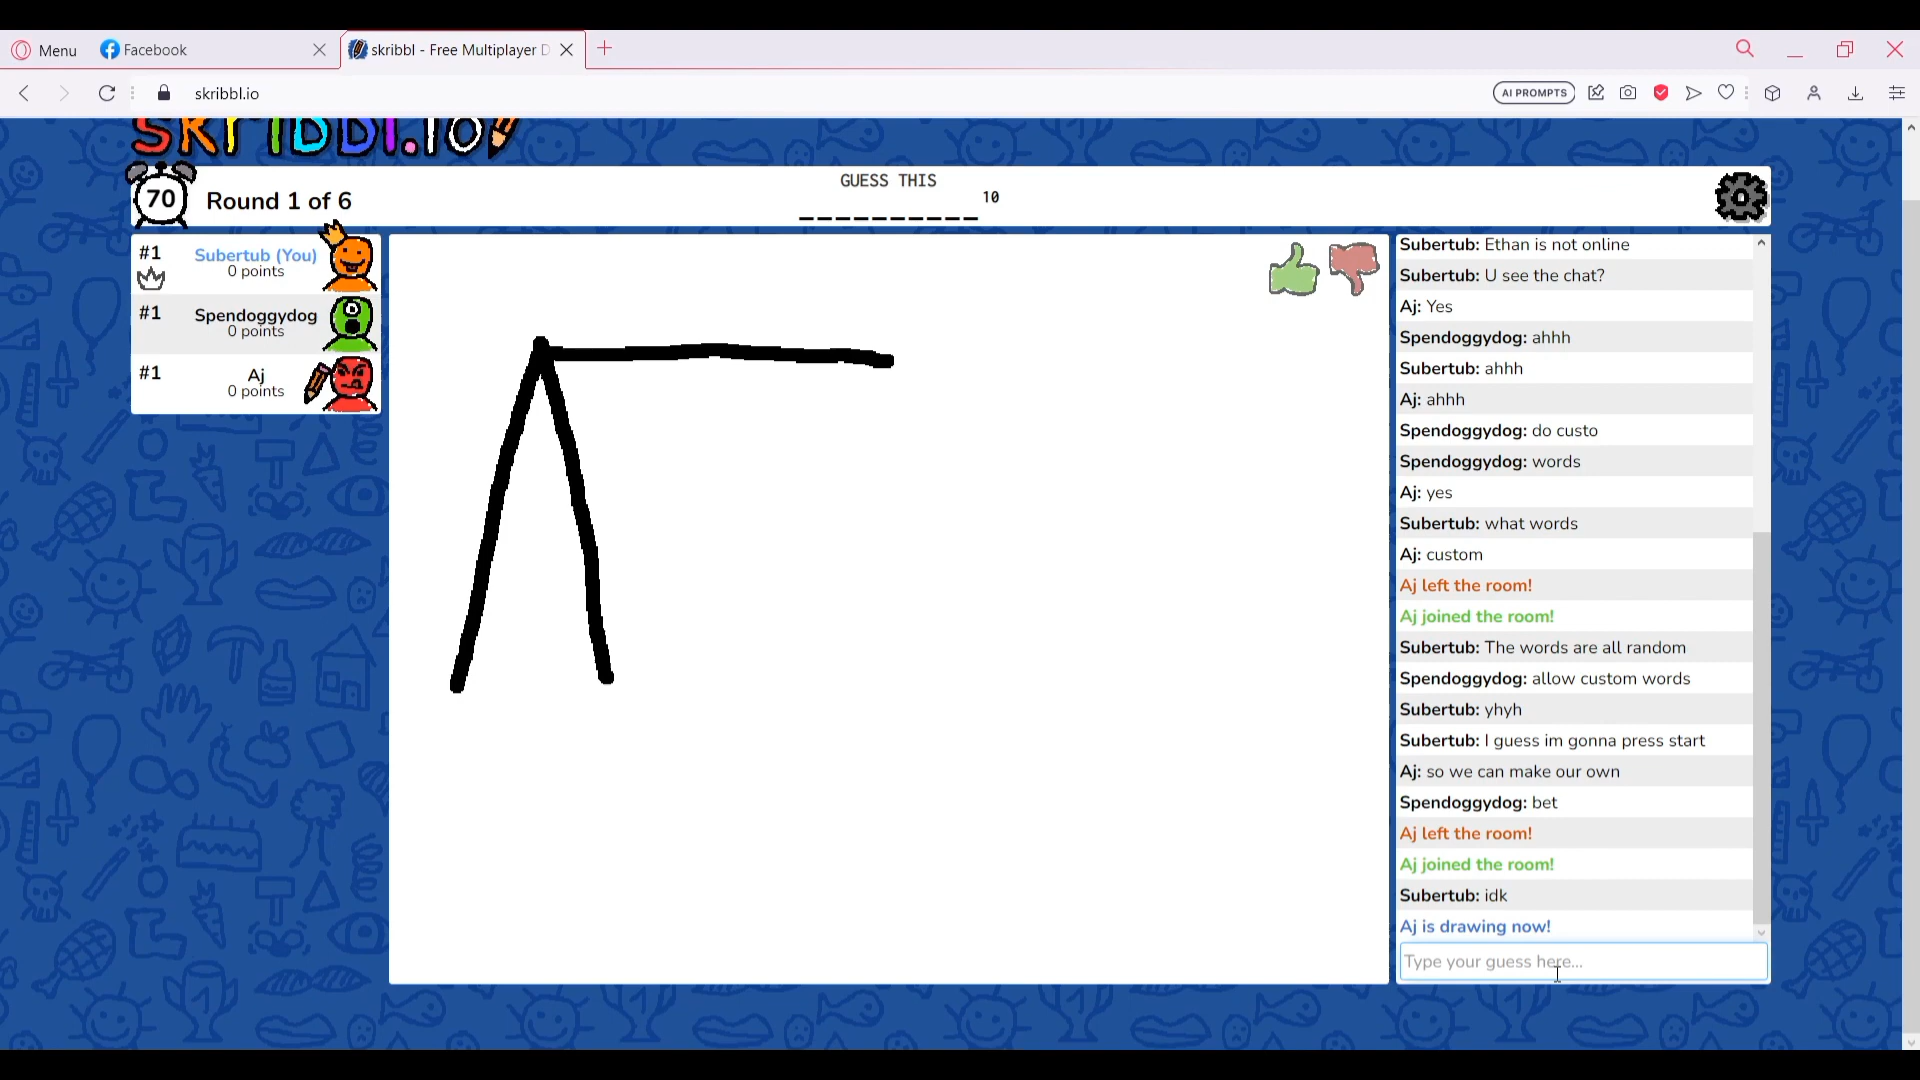 Menu
Facebook
skribbl - Free Multiplayer D
skribbl.io
AI PROMPTS
SKRIBBL.IO
70
Round 1 of 6
GUESS THIS
__________ 10
#1
Subertub (You)
0 points
#1
Spendoggydog
0 points
#1
Aj
0 points
Subertub: Ethan is not online
Subertub: U see the chat?
Aj: Yes
Spendoggydog: ahhh
Subertub: ahhh
Aj: ahhh
Spendoggydog: do custo
Spendoggydog: words
Aj: yes
Subertub: what words
Aj: custom
Aj left the room!
Aj joined the room!
Subertub: The words are all random
Spendoggydog: allow custom words
Subertub: yhyh
Subertub: I guess im gonna press start
Aj: so we can make our own
Spendoggydog: bet
Aj left the room!
Aj joined the room!
Subertub: idk
Aj is drawing now!
Type your guess here...